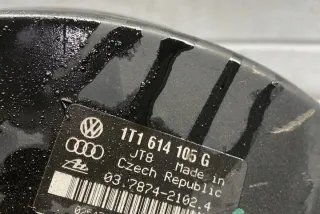 1T1 614 105 G
JT8 Made in
Czech Republic
03.7874-2102.4